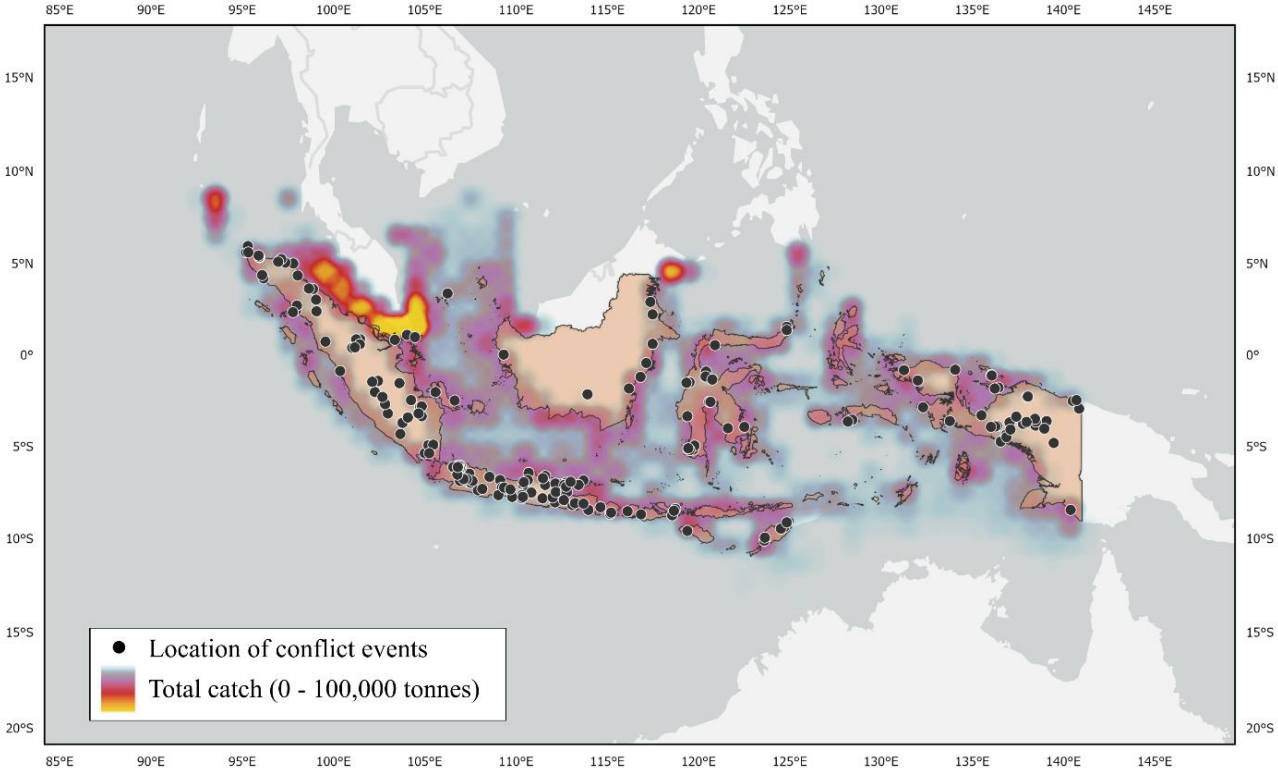 85°E 90°E 95°E 100°E 105°E 110°E 115°E 120°E 125°E 130°E 135°E 140°E 145°E
15°N 15°N
10°N 10°N
5°N 5°N
0° 0°
5°S 5°S
10°S 10°S
15°S 15°S
Location of conflict events
Total catch (0 - 100,000 tonnes)
20°S 20°S
85°E 90°E 95°E 100°E 105°E 110°E 115°E 120°E 125°E 130°E 135°E 140°E 145°E